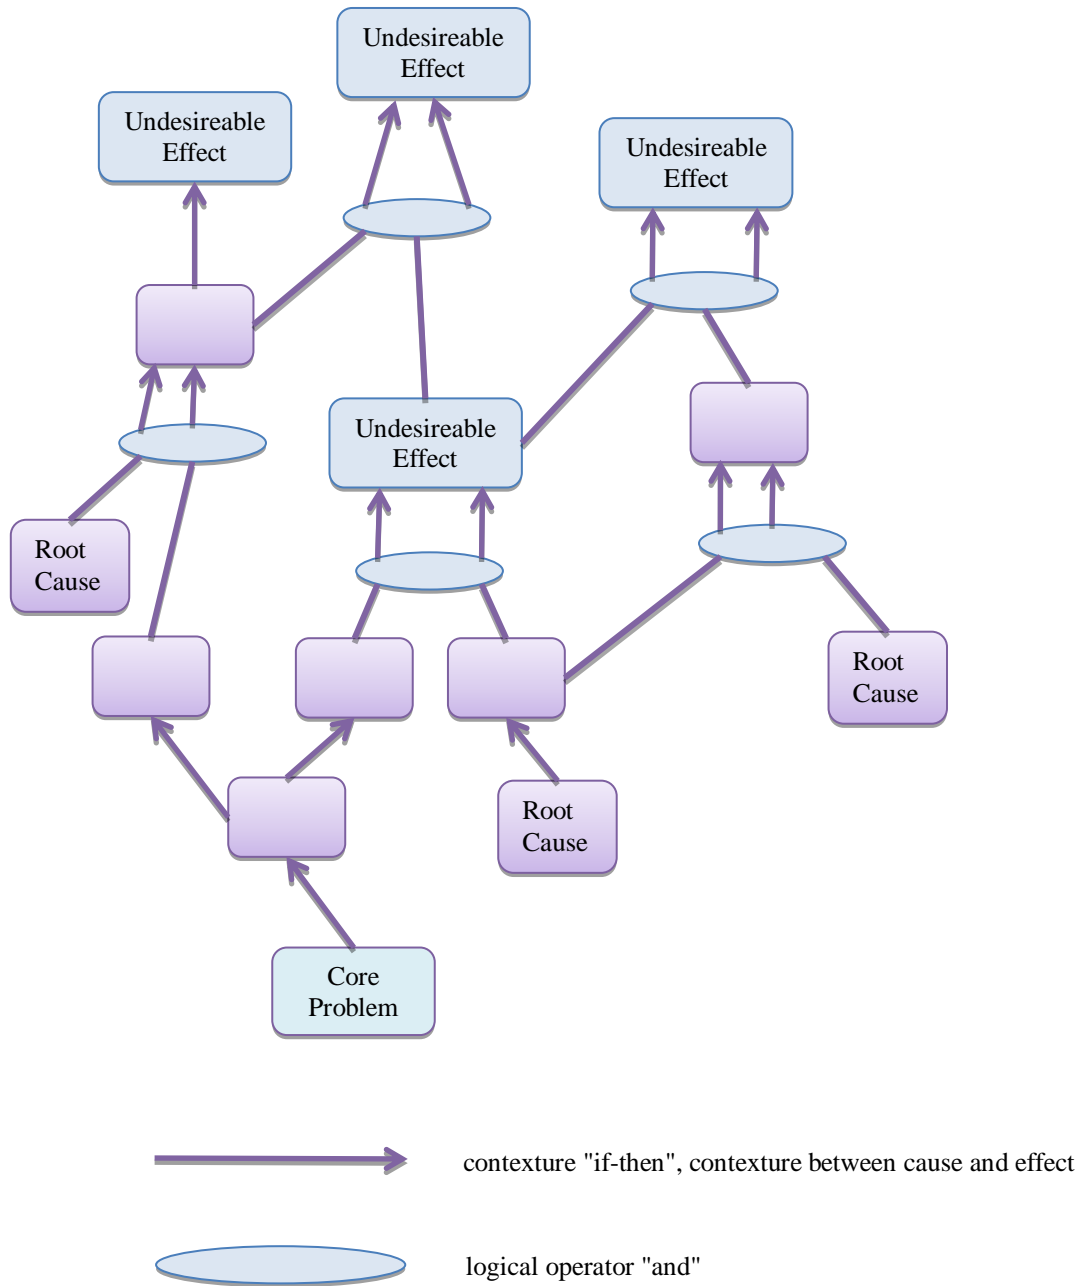 Undesireable
Effect
Undesireable
Effect
Undesireable
Effect
Undesireable
Effect
Root
Cause
Root
Cause
Root
Cause
Core
Problem
contexture "if-then", contexture between cause and effect
logical operator "and"